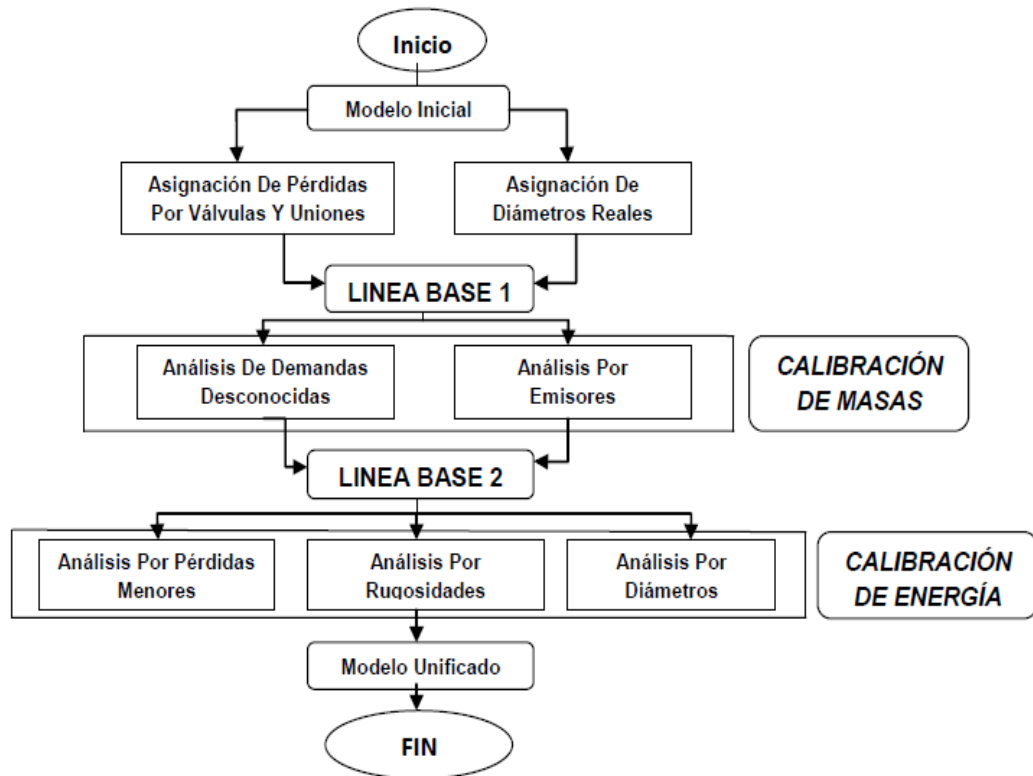 Inicio
Modelo Inicial
Asignación De Pérdidas
Por Válvulas Y Uniones
Asignación De
Diámetros Reales
LINEA BASE 1
Análisis De Demandas
Desconocidas
Análisis Por
Emisores
CALIBRACIÓN
DE MASAS
LINEA BASE 2
Análisis Por Pérdidas
Menores
Análisis Por
Rugosidades
Análisis Por
Diámetros
CALIBRACIÓN
DE ENERGÍA
Modelo Unificado
FIN